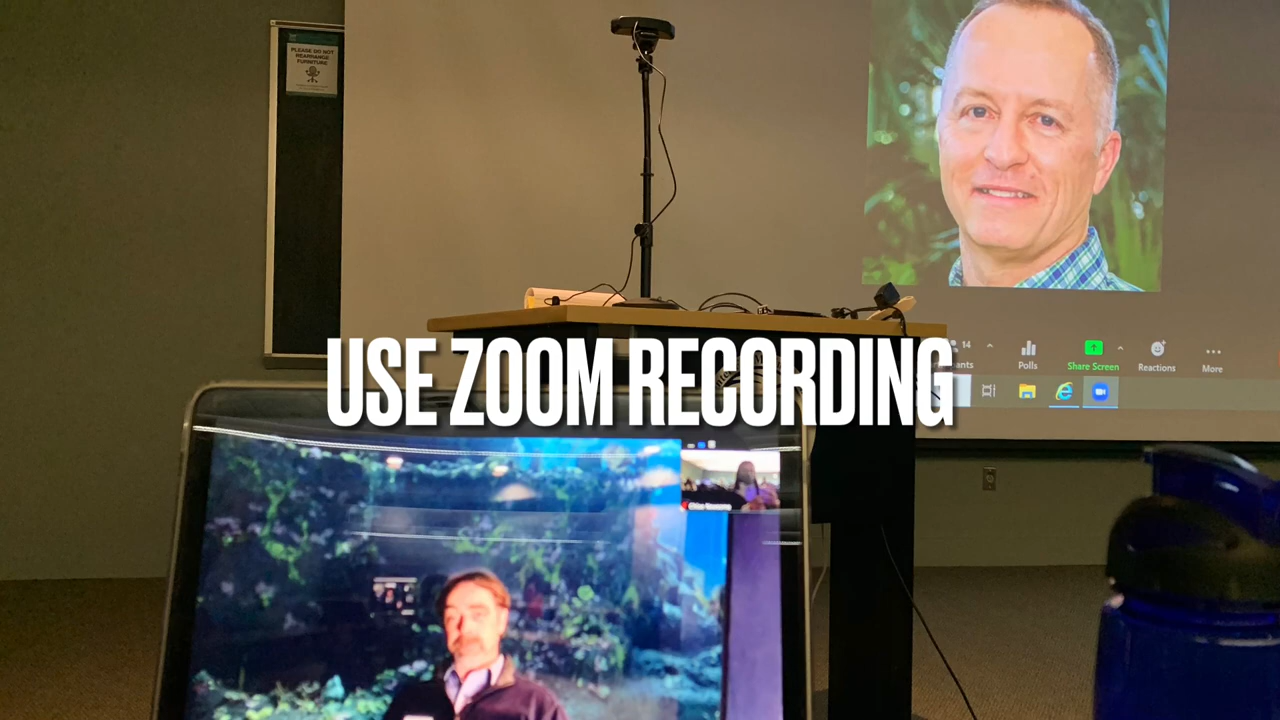 PLEASE DO NOT
REARRANGE
FURNITURE
USE ZOOM RECORDING
14
Polls
Share Screen
Reactions
More